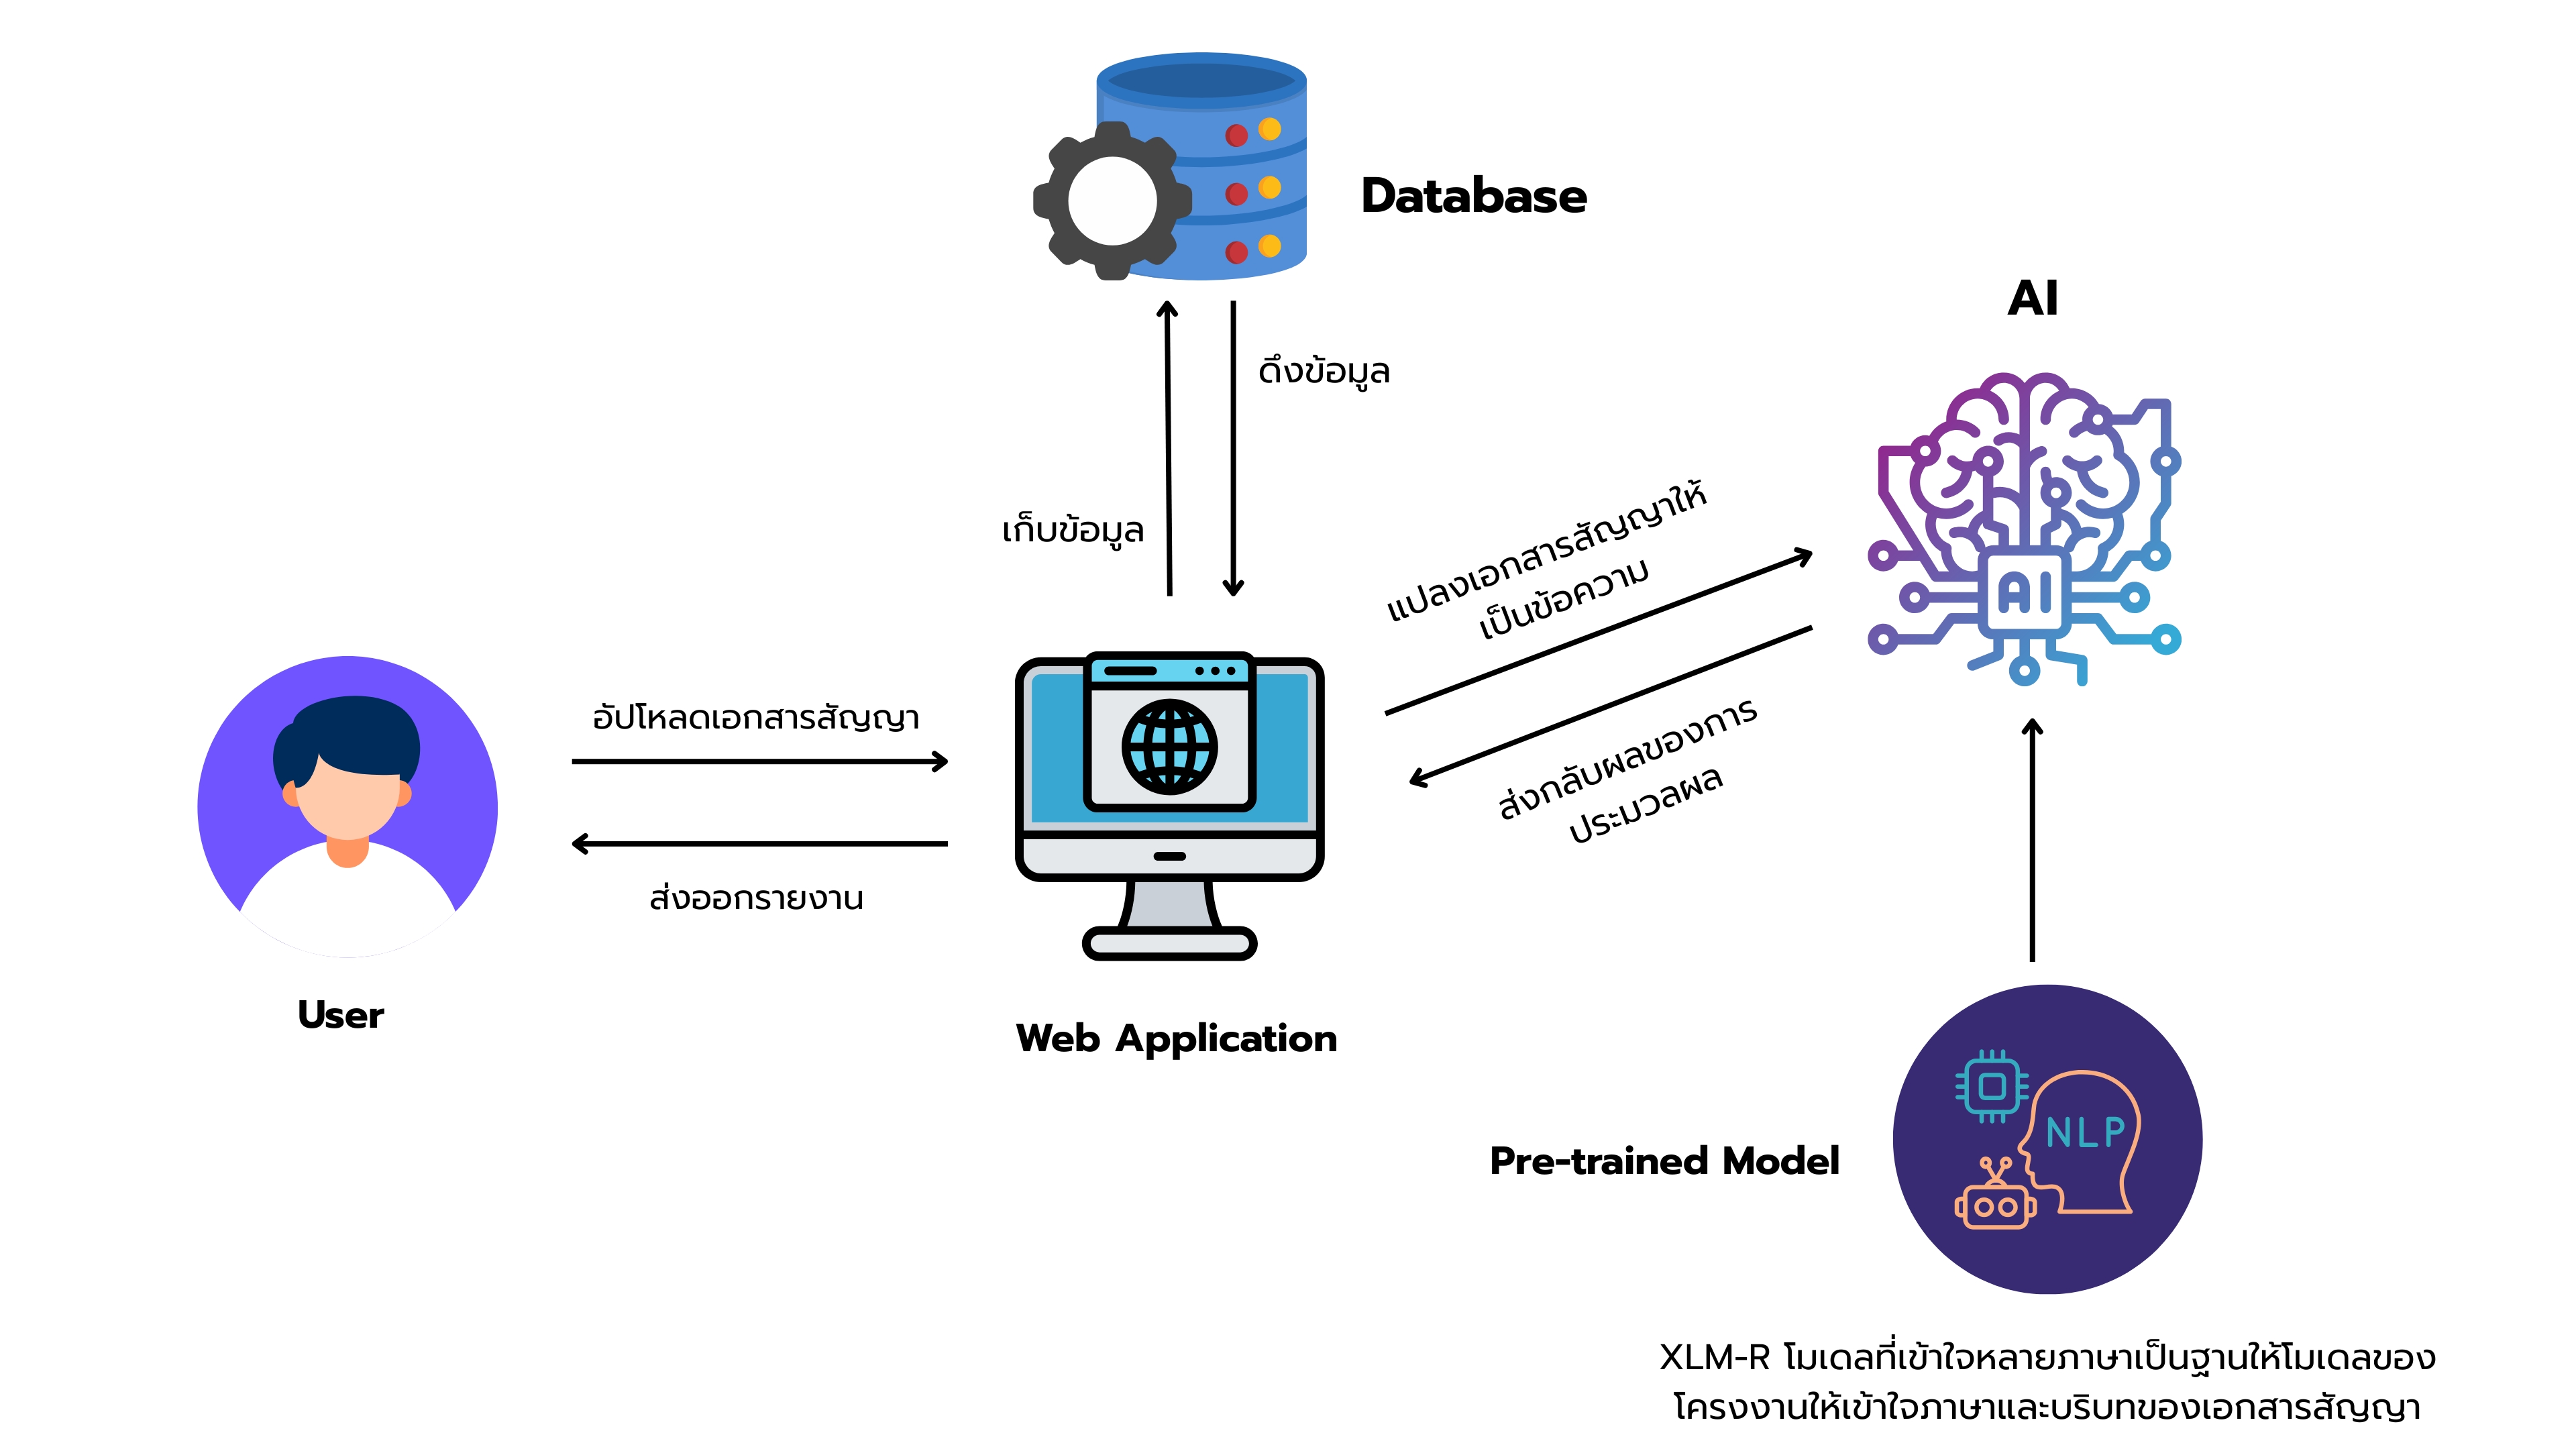 Database
AI
ดึงข้อมูล
เก็บข้อมูล
แปลงเอกสารสัญญาให้
เป็นข้อความ
AI
อัปโหลดเอกสารสัญญา
ส่งกลับผลของการ
ประมวลผล
ส่งออกรายงาน
User
Web Application
NLP
Pre-trained Model
XLM-R โมเดลที่เข้าใจหลายภาษาเป็นฐานให้โมเดลของ
โครงงานให้เข้าใจภาษาและบริบทของเอกสารสัญญา